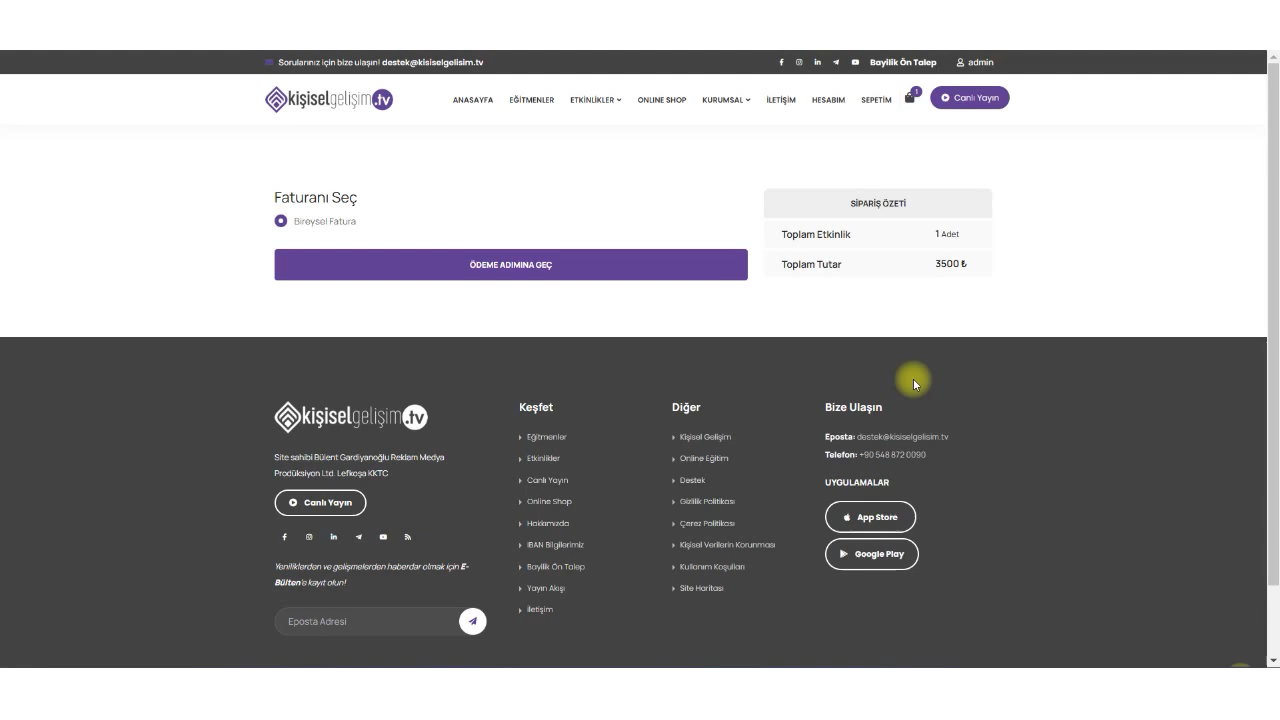 Sorularınız için bize ulaşın! destek@kisiselgelisim.tv
Bayilik Ön Talep
admin
kişiselgelişim.tv
ANASAYFA
EĞİTMENLER
ETKİNLİKLER
ONLINE SHOP
KURUMSAL
İLETİŞİM
HESABIM
SEPETİM
1
Canlı Yayın
Faturanı Seç
Bireysel Fatura
ÖDEME ADIMINA GEÇ
SİPARİŞ ÖZETİ
Toplam Etkinlik 1 Adet
Toplam Tutar 3500 ₺
kişiselgelişim.tv
Site sahibi Bülent Gardiyanoğlu Reklam Medya
Prodüksiyon Ltd. Lefkoşa KKTC
Canlı Yayın
Yeniliklerden ve gelişmelerden haberdar olmak için E-
Bülten'e kayıt olun!
Eposta Adresi
Keşfet
Eğitmenler
Etkinlikler
Canlı Yayın
Online Shop
Hakkımızda
IBAN Bilgilerimiz
Bayilik Ön Talep
Yayın Akışı
İletişim
Diğer
Kişisel Gelişim
Online Eğitim
Destek
Gizlilik Politikası
Çerez Politikası
Kişisel Verilerin Korunması
Kullanım Koşulları
Site Haritası
Bize Ulaşın
Eposta: destek@kisiselgelisim.tv
Telefon: +90 548 872 0090
UYGULAMALAR
App Store
Google Play